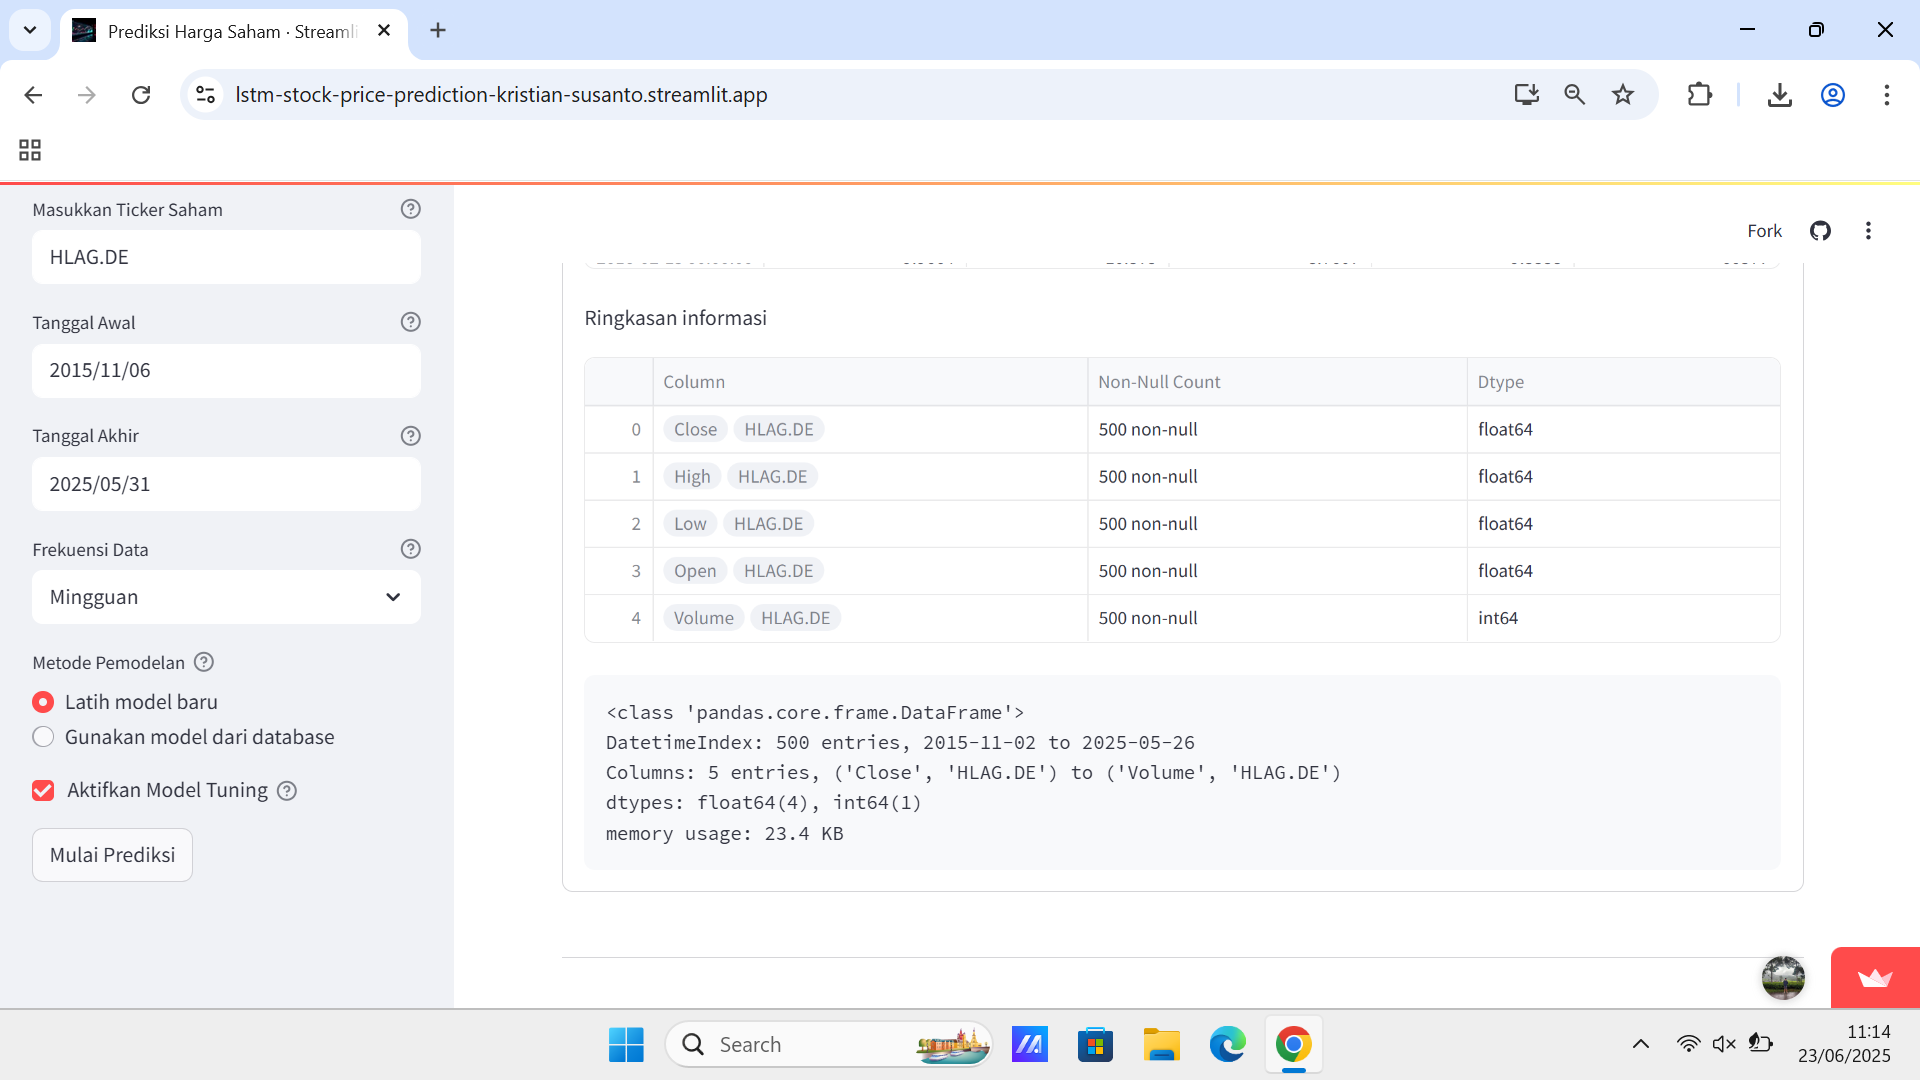 Prediksi Harga Saham · Streamli
lstm-stock-price-prediction-kristian-susanto.streamlit.app
Masukkan Ticker Saham
HLAG.DE
Tanggal Awal
2015/11/06
Tanggal Akhir
2025/05/31
Frekuensi Data
Mingguan
Metode Pemodelan
Latih model baru
Gunakan model dari database
Aktifkan Model Tuning
Mulai Prediksi
Fork
Ringkasan informasi
Column Non-Null Count Dtype
0 Close HLAG.DE 500 non-null float64
1 High HLAG.DE 500 non-null float64
2 Low HLAG.DE 500 non-null float64
3 Open HLAG.DE 500 non-null float64
4 Volume HLAG.DE 500 non-null int64
<class 'pandas.core.frame.DataFrame'>
DatetimeIndex: 500 entries, 2015-11-02 to 2025-05-26
Columns: 5 entries, ('Close', 'HLAG.DE') to ('Volume', 'HLAG.DE')
dtypes: float64(4), int64(1)
memory usage: 23.4 KB
Search
11:14
23/06/2025